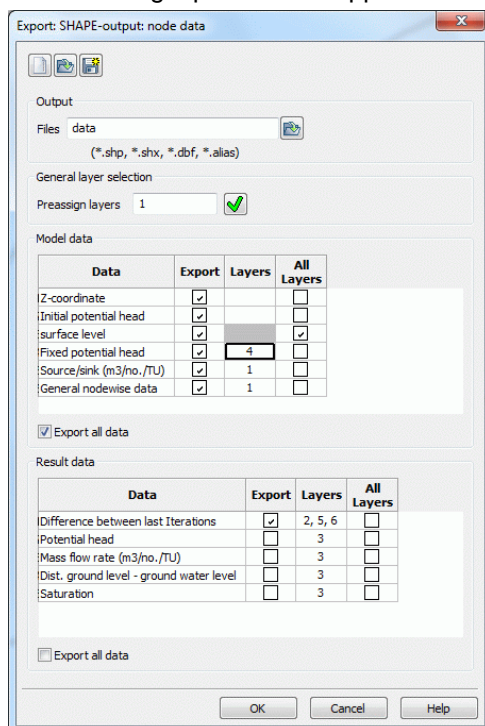 Export: SHAPE-output: node data
Output
Files data
(*.shp, *.shx, *.dbf, *.alias)
General layer selection
Preassign layers 1
Model data
Data Export Layers All Layers
Z-coordinate
Initial potential head
surface level
Fixed potential head 4
Source/sink (m3/no./TU) 1
General nodewise data 1
Export all data
Result data
Data Export Layers All Layers
Difference between last Iterations 2, 5, 6
Potential head 3
Mass flow rate (m3/no./TU) 3
Dist. ground level - ground water level 3
Saturation 3
Export all data
OK Cancel Help